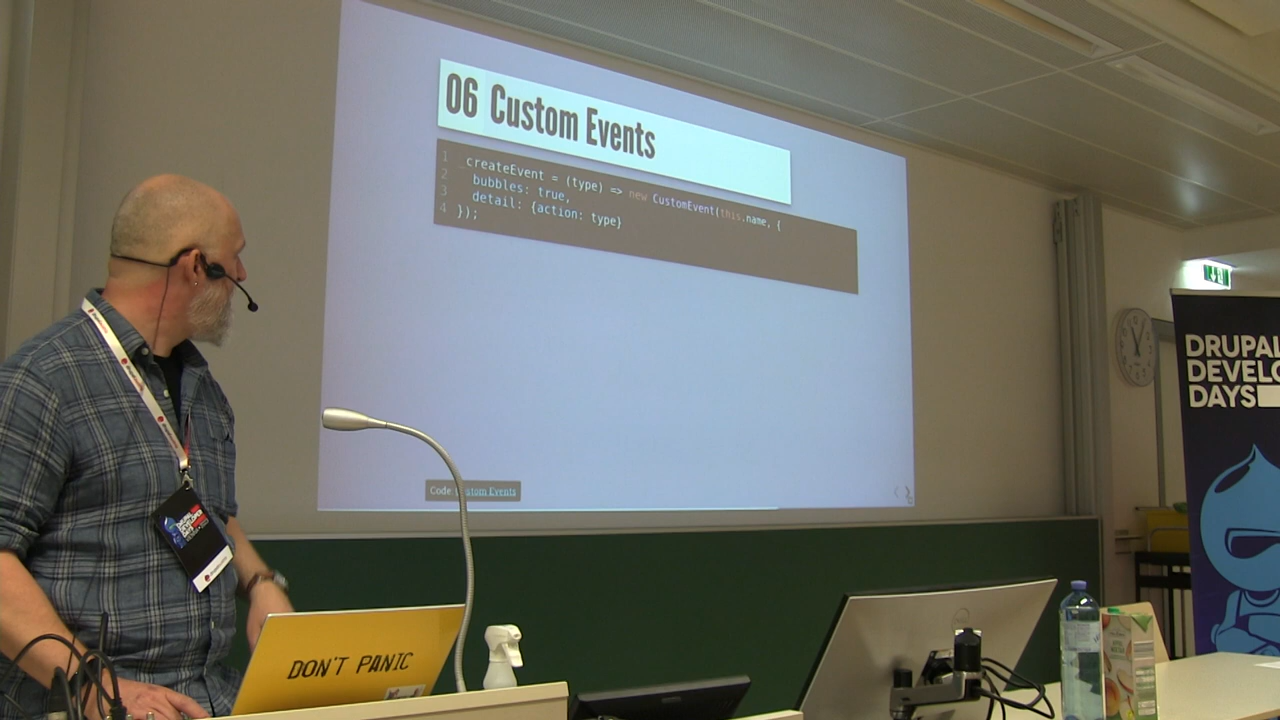 06 Custom Events
1 createEvent = (type) => new CustomEvent(this.name, {
2 bubbles: true,
3 detail: {action: type}
4 });
Code: Custom Events
DON'T PANIC
DRUPAL
DEVELO
DAYS